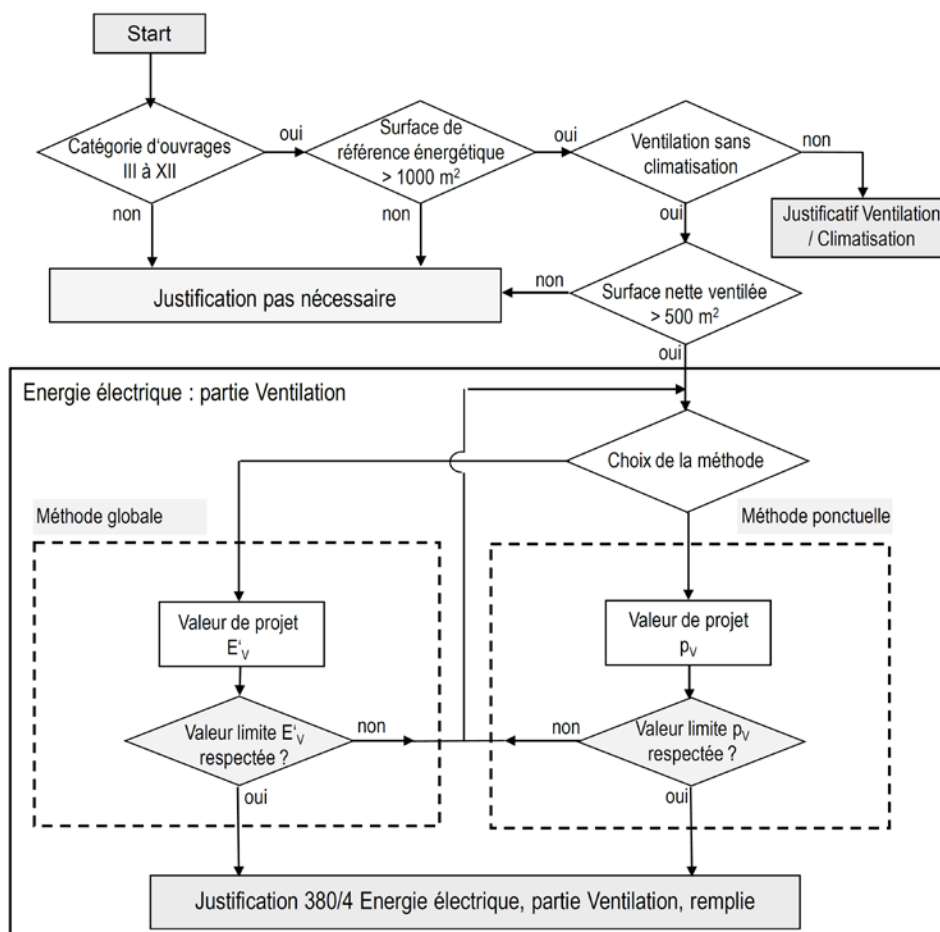 Start
Catégorie d'ouvrages
III à XII
oui
non
Surface de
référence énergétique
> 1000 m²
oui
non
Ventilation sans
climatisation
non
oui
Justificatif Ventilation
/ Climatisation
Justification pas nécessaire
non
Surface nette ventilée
> 500 m²
oui
Energie électrique : partie Ventilation
Choix de la méthode
Méthode globale
Méthode ponctuelle
Valeur de projet
E'V
Valeur de projet
pV
Valeur limite E'V
respectée ?
non
oui
non
Valeur limite pV
respectée ?
oui
Justification 380/4 Energie électrique, partie Ventilation, remplie